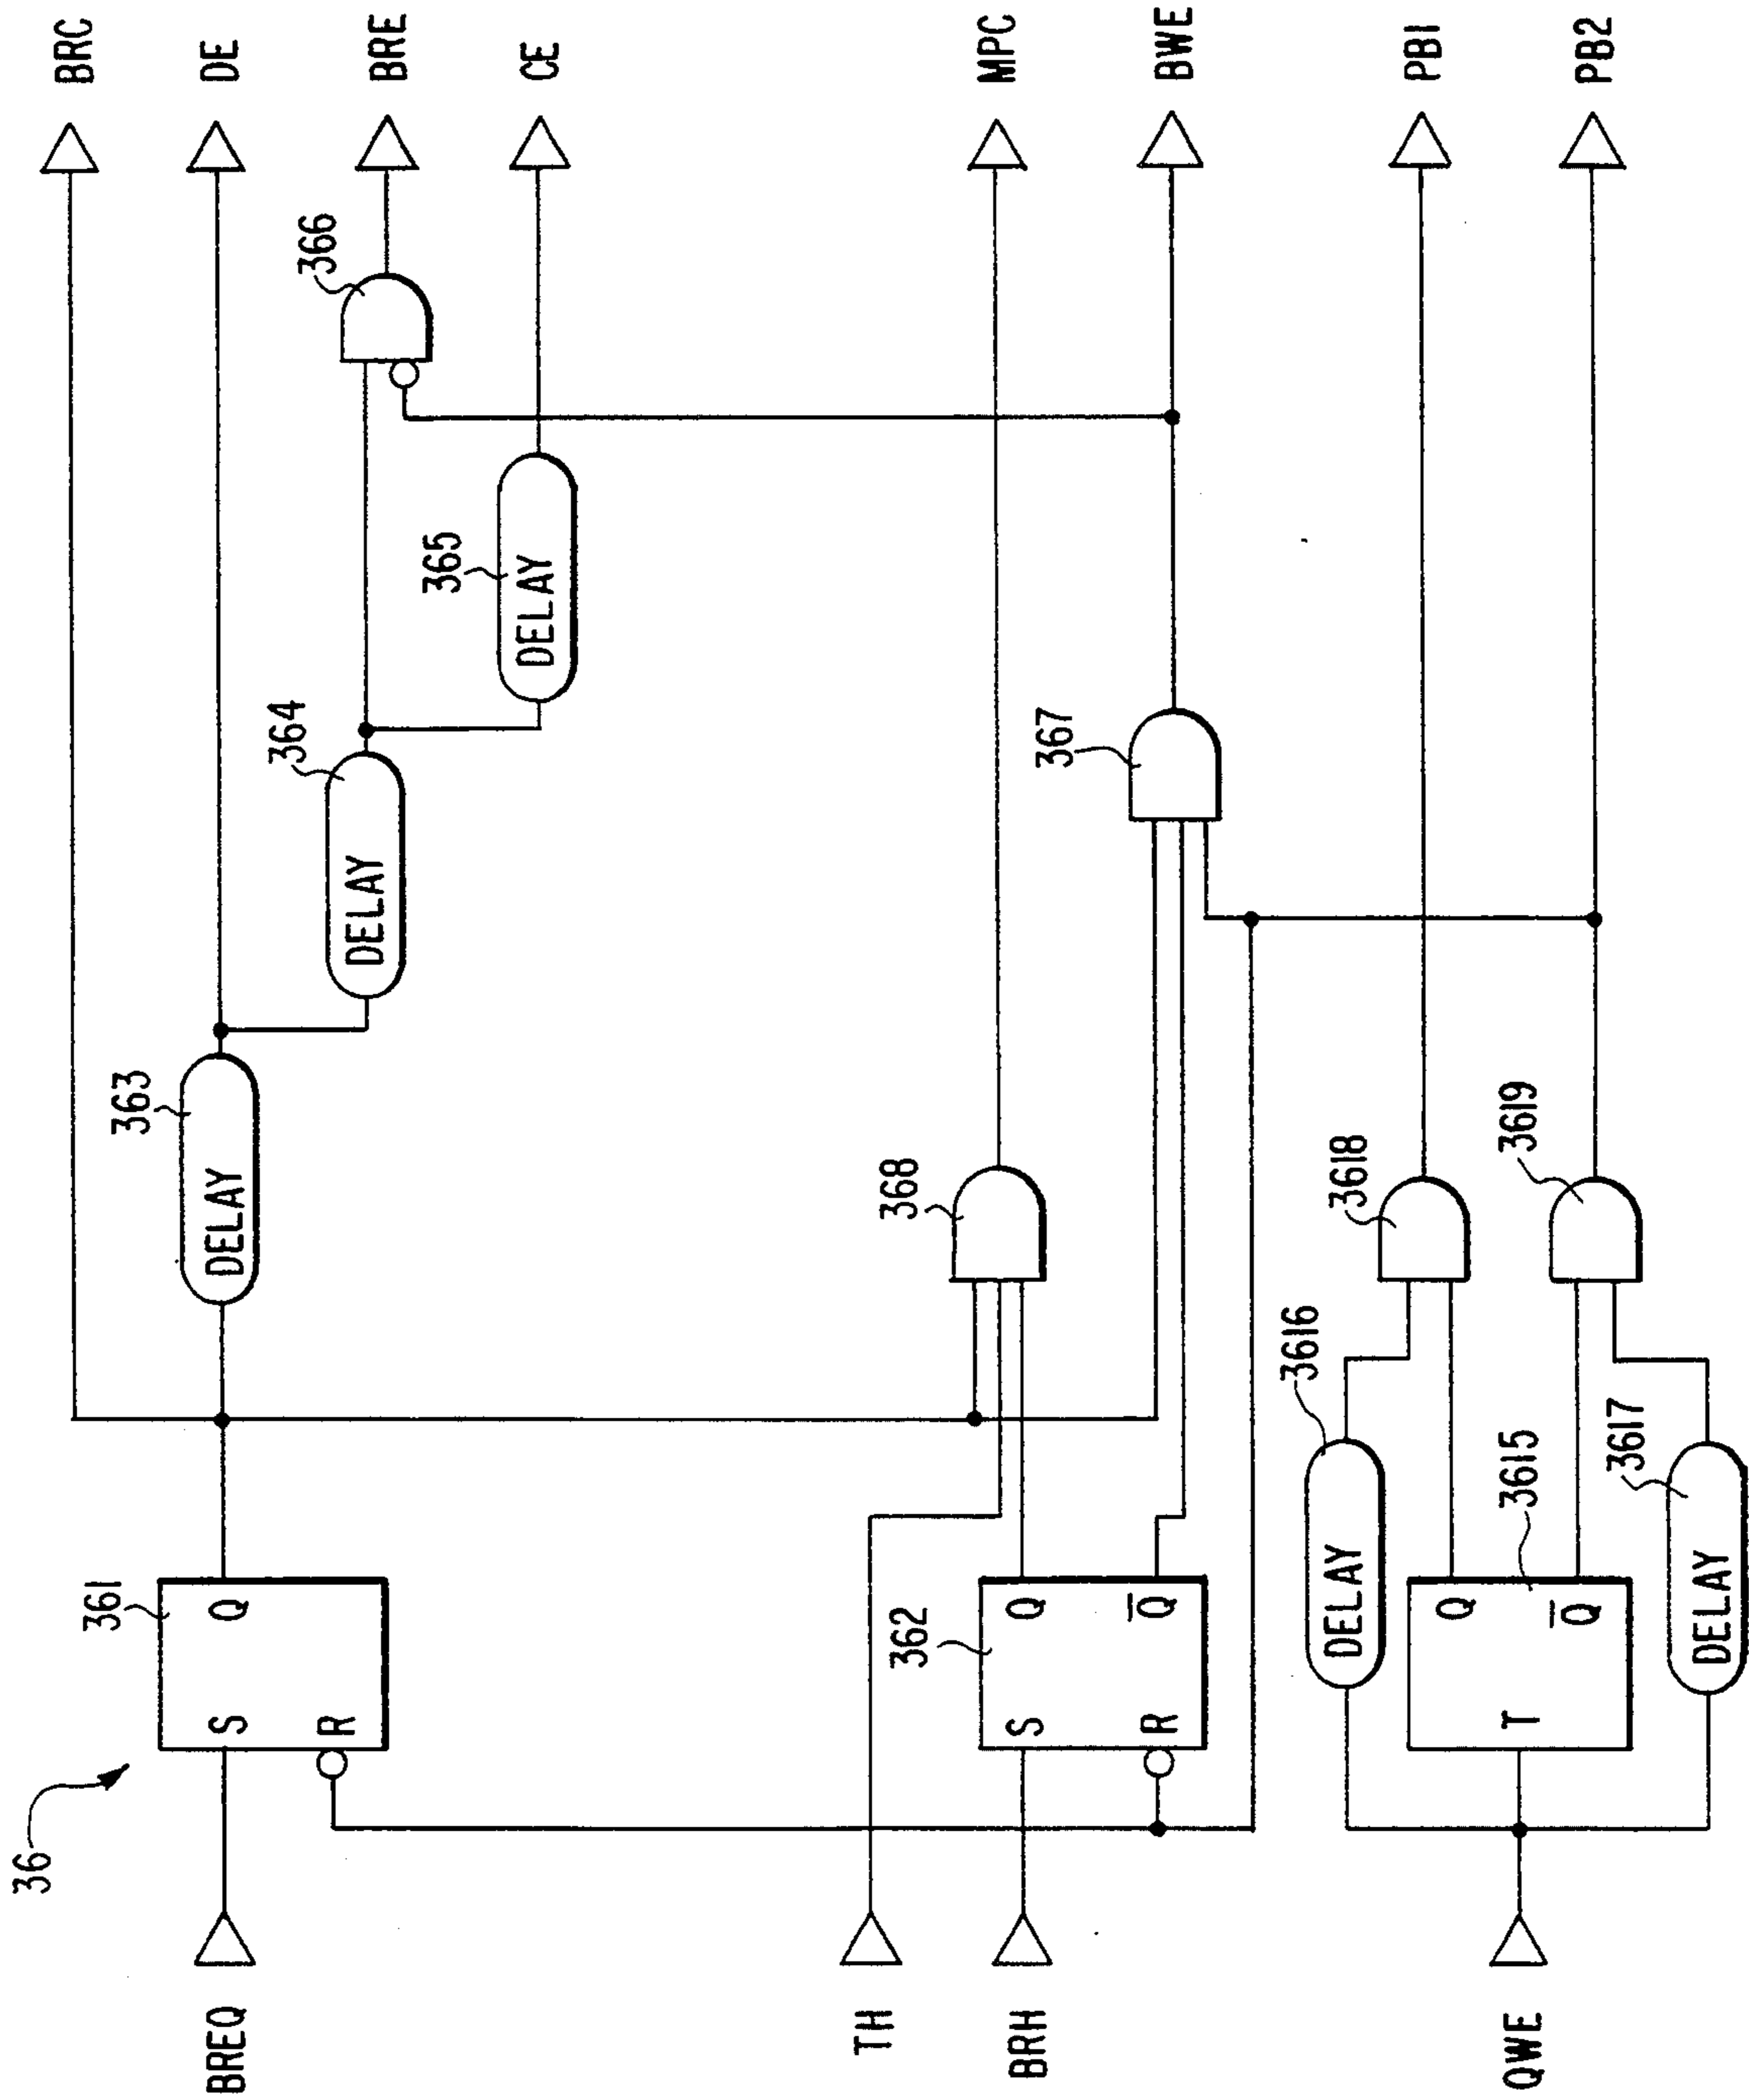 36
BREQ
TH
BRH
QWE
361
S
Q
R
362
S
Q
R
Q̅
3616
DELAY
3615
T
Q
Q̅
3617
DELAY
363
DELAY
368
3618
3619
364
DELAY
367
365
DELAY
366
BRC
DE
BRE
CE
MPC
BWE
PB1
PB2